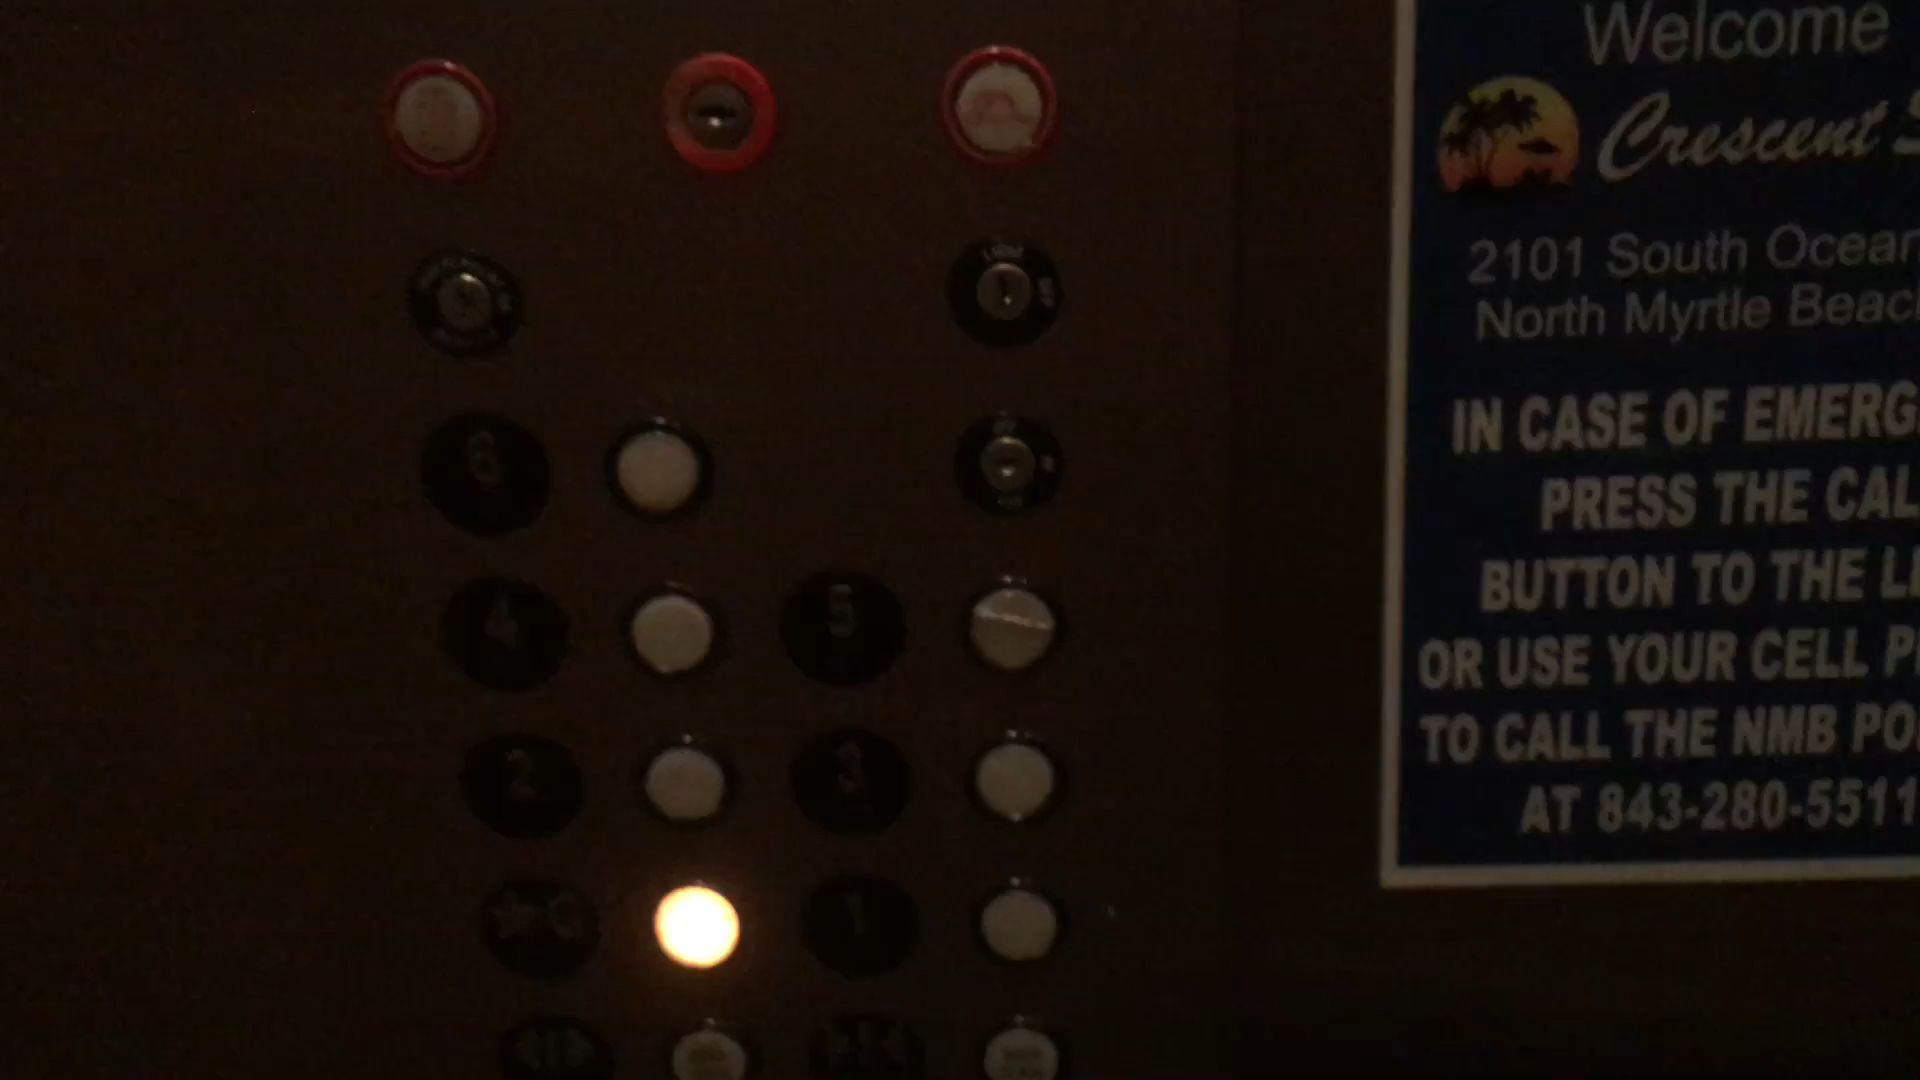 Welcome
Crescent
2101 South Ocean
North Myrtle Beach
IN CASE OF EMERG
PRESS THE CAL
BUTTON TO THE LE
OR USE YOUR CELL P
TO CALL THE NMB PO
AT 843-280-5511
6
4 5
2 3
★G 1